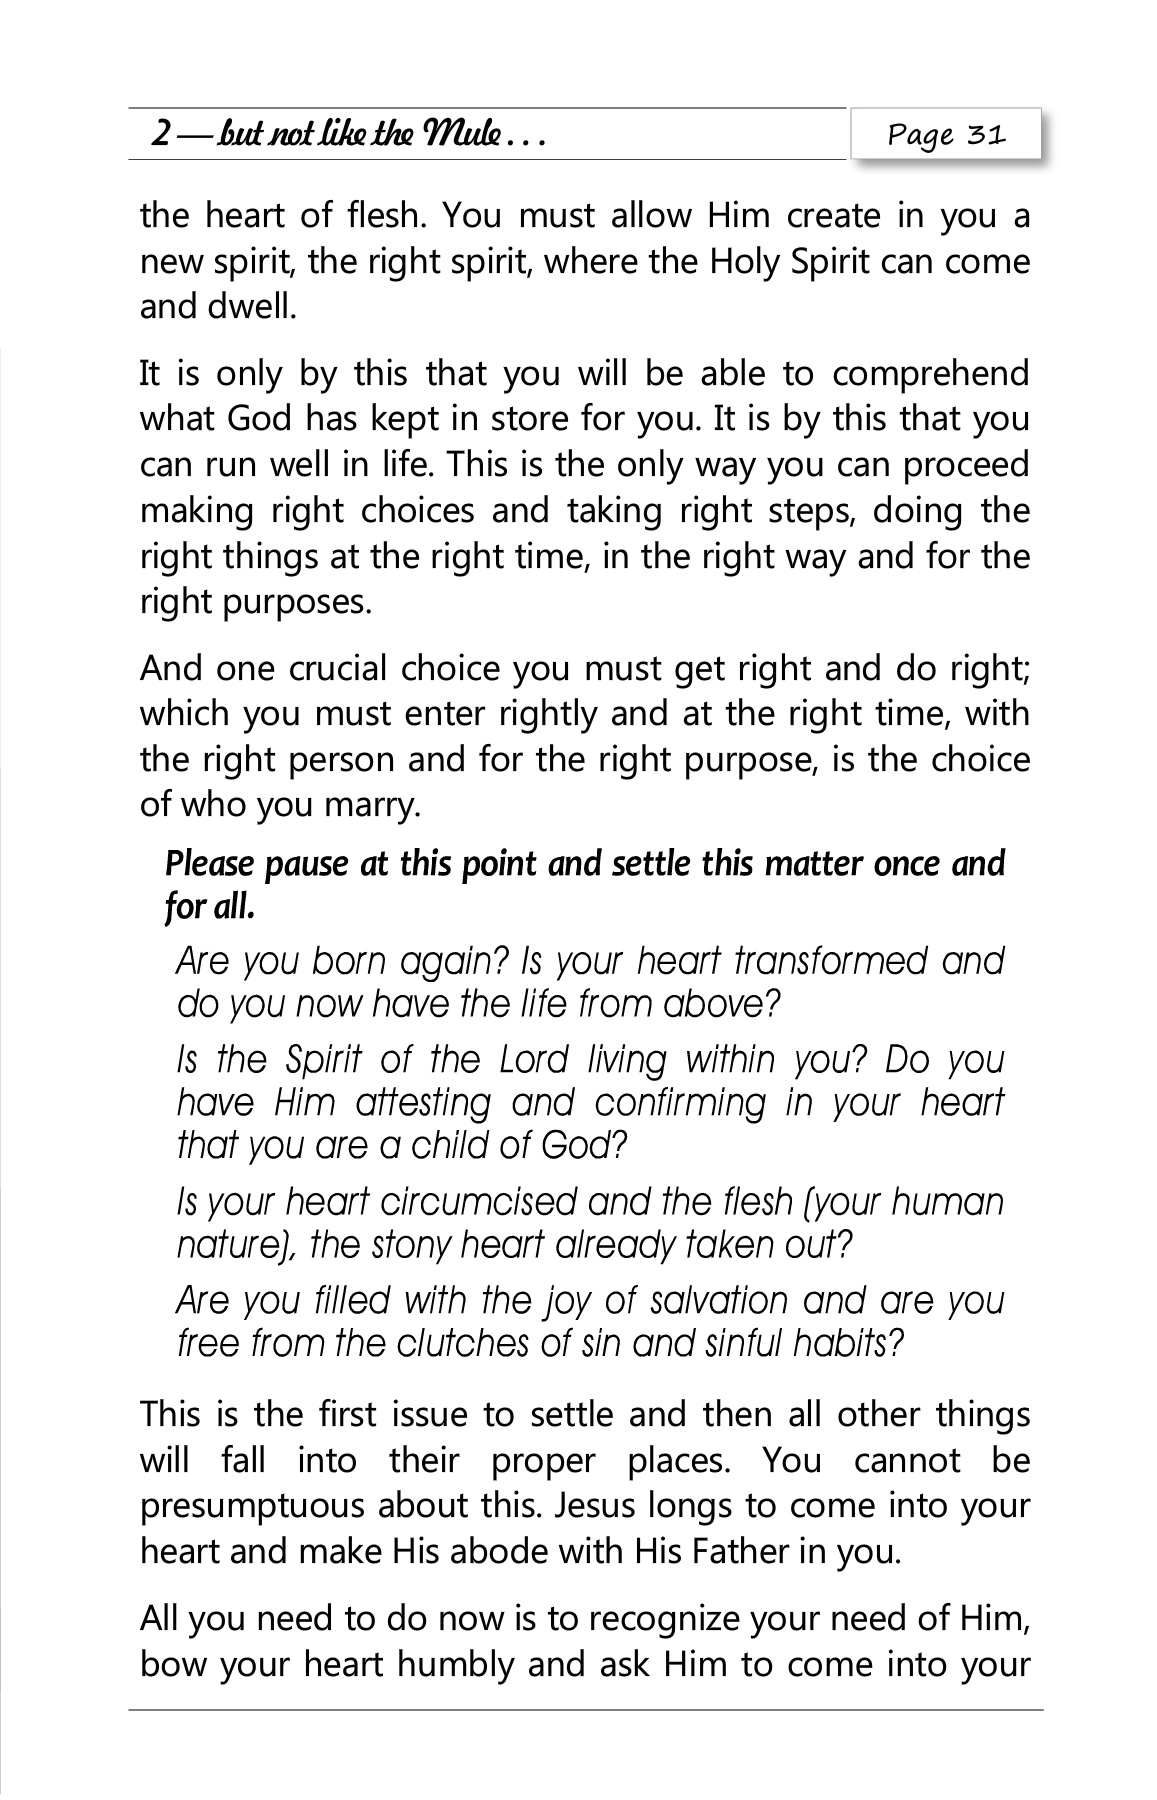 2 — but not like the Mule . . .
Page 31
the heart of flesh. You must allow Him create in you a
new spirit, the right spirit, where the Holy Spirit can come
and dwell.
It is only by this that you will be able to comprehend
what God has kept in store for you. It is by this that you
can run well in life. This is the only way you can proceed
making right choices and taking right steps, doing the
right things at the right time, in the right way and for the
right purposes.
And one crucial choice you must get right and do right;
which you must enter rightly and at the right time, with
the right person and for the right purpose, is the choice
of who you marry.
Please pause at this point and settle this matter once and
for all.
Are you born again? Is your heart transformed and
do you now have the life from above?
Is the Spirit of the Lord living within you? Do you
have Him attesting and confirming in your heart
that you are a child of God?
Is your heart circumcised and the flesh (your human
nature), the stony heart already taken out?
Are you filled with the joy of salvation and are you
free from the clutches of sin and sinful habits?
This is the first issue to settle and then all other things
will fall into their proper places. You cannot be
presumptuous about this. Jesus longs to come into your
heart and make His abode with His Father in you.
All you need to do now is to recognize your need of Him,
bow your heart humbly and ask Him to come into your